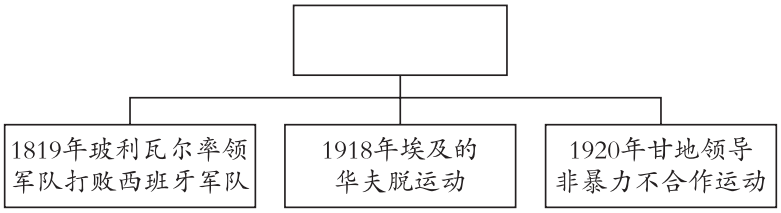 1819年玻利瓦尔率领
军队打败西班牙军队
1918年埃及的
华夫脱运动
1920年甘地领导
非暴力不合作运动